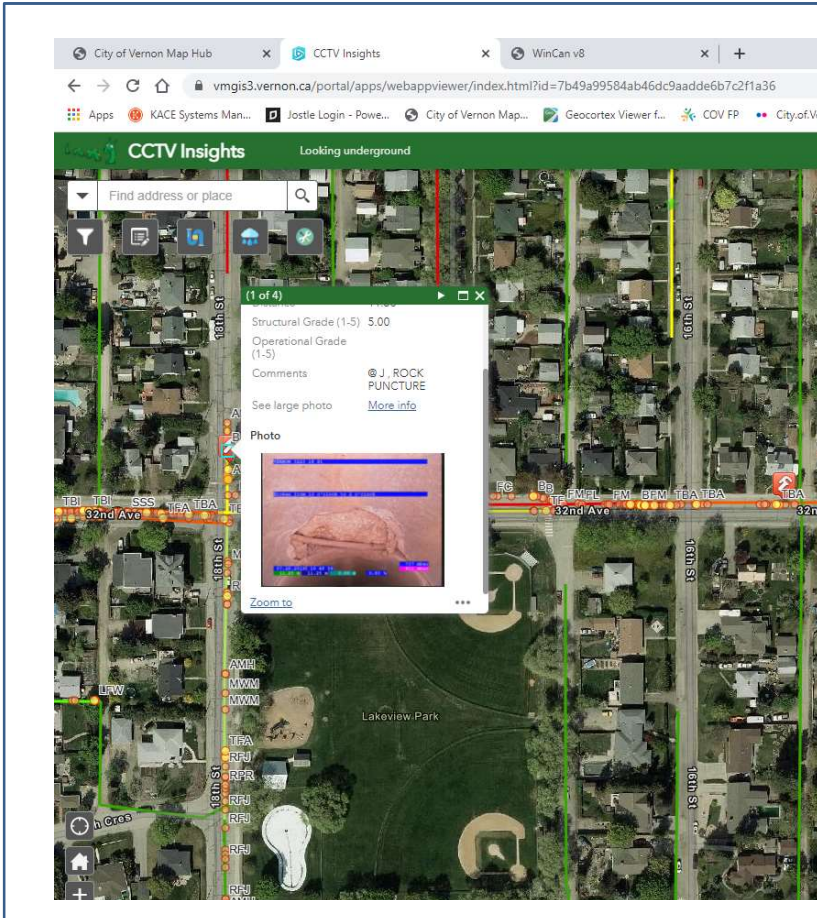 City of Vernon Map Hub
CCTV Insights
WinCan v8
vmgis3.vernon.ca/portal/apps/webappviewer/index.html?id=7b49a99584ab46dc9aadde6b7c2f1a36
Apps
KACE Systems Man...
Jostle Login - Powe...
City of Vernon Map...
Geocortex Viewer f...
COV FP
CCTV Insights
Looking underground
Find address or place
18th St
16th St
(1 of 4)
Structural Grade (1-5) 5.00
Operational Grade
(1-5)
Comments @ J , ROCK
PUNCTURE
See large photo More info
Photo
Zoom to
TBI TBI SSS TFA TBA
32nd Ave
FC BB TF FM FL FM BFM TBA TBA TBA
32nd Ave
18th St
16th St
AMH
MWM
MWM
LFW
Lakeview Park
TFA
RFJ
RPR
RFJ
RFJ
18th St
16th St
RFJ
RFJ